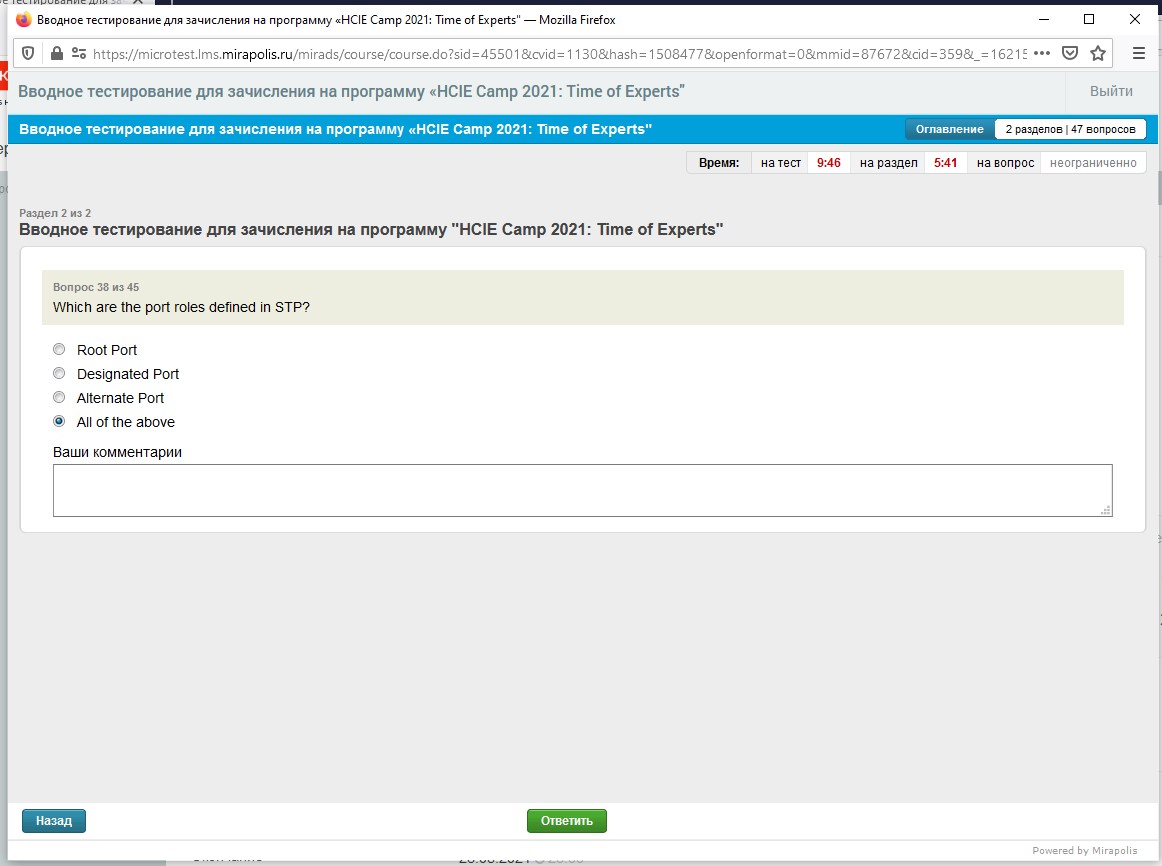 Вводное тестирование для зачисления на программу «HCIE Camp 2021: Time of Experts" — Mozilla Firefox
https://microtest.lms.mirapolis.ru/mirads/course/course.do?sid=45501&cvid=1130&hash=1508477&openformat=0&mmid=87672&cid=359&_=16215
Вводное тестирование для зачисления на программу «HCIE Camp 2021: Time of Experts"
Выйти
Вводное тестирование для зачисления на программу «HCIE Camp 2021: Time of Experts"
Оглавление 2 разделов | 47 вопросов
Время: на тест 9:46 на раздел 5:41 на вопрос неограниченно
Раздел 2 из 2
Вводное тестирование для зачисления на программу "HCIE Camp 2021: Time of Experts"
Вопрос 38 из 45
Which are the port roles defined in STP?
Root Port
Designated Port
Alternate Port
All of the above
Ваши комментарии
Назад
Ответить
Powered by Mirapolis